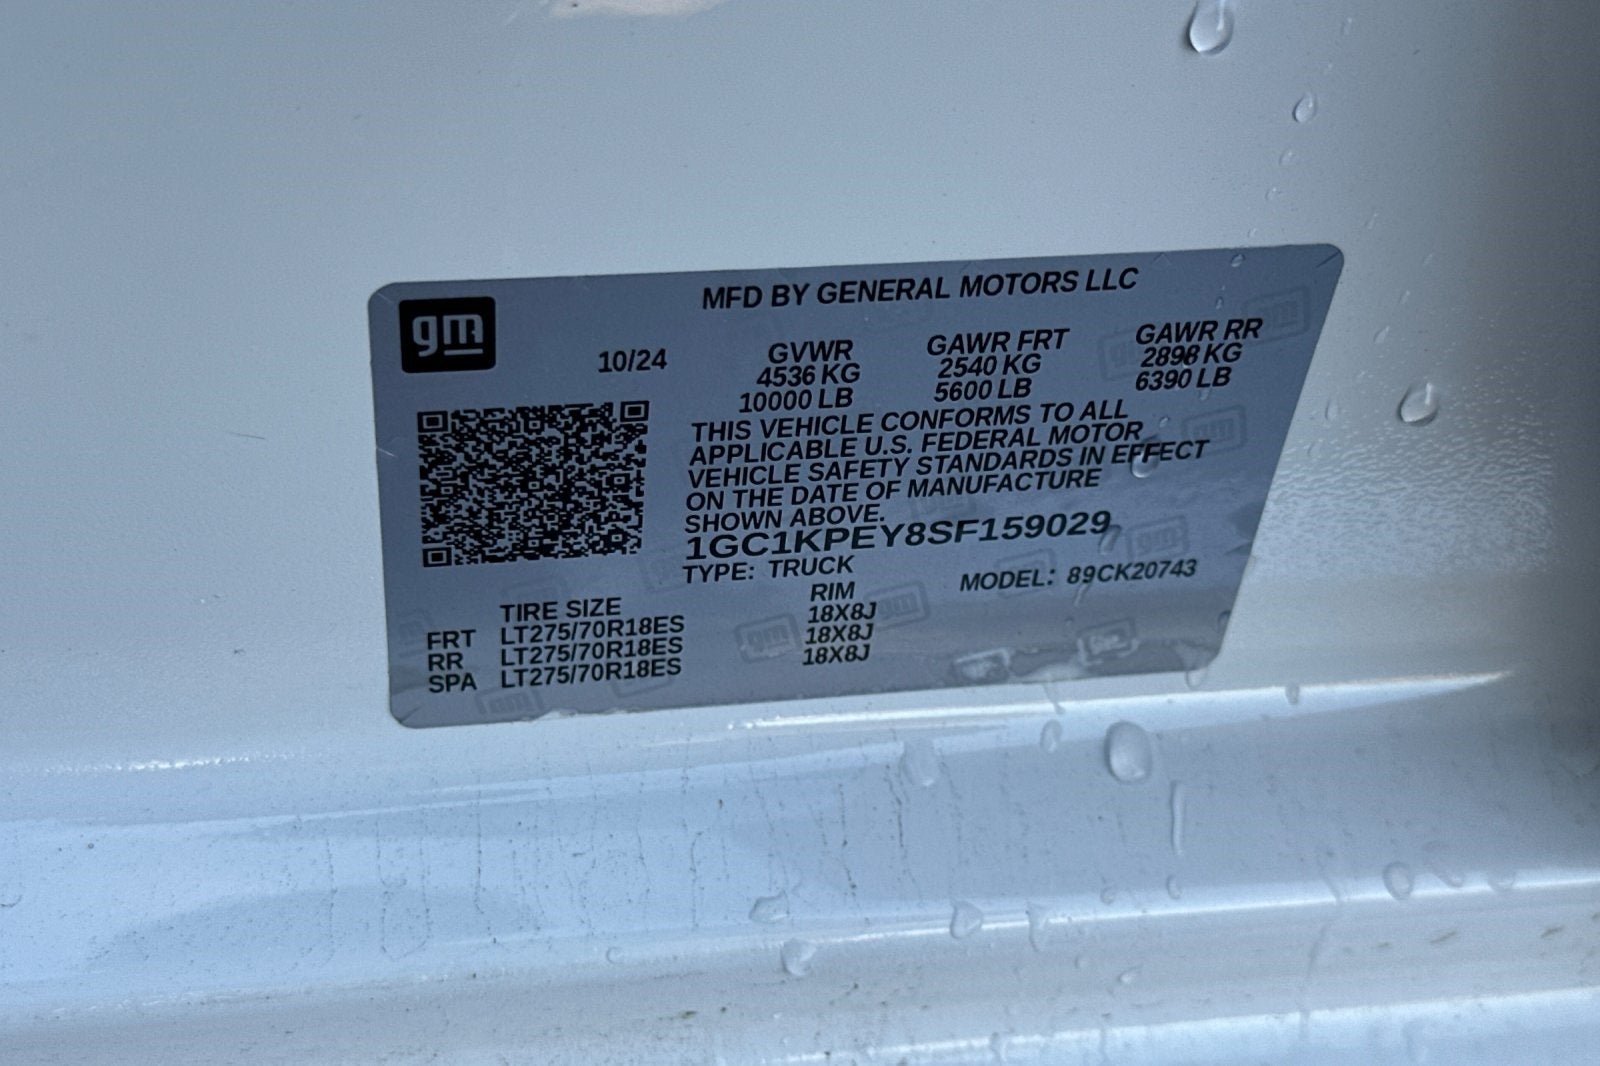 MFD BY GENERAL MOTORS LLC
gm
10/24
GVWR GAWR FRT GAWR RR
4536 KG 2540 KG 2898 KG
10000 LB 5600 LB 6390 LB
THIS VEHICLE CONFORMS TO ALL
APPLICABLE U.S. FEDERAL MOTOR
VEHICLE SAFETY STANDARDS IN EFFECT
ON THE DATE OF MANUFACTURE
SHOWN ABOVE.
1GC1KPEY8SF159029
TYPE: TRUCK MODEL: 89CK20743
TIRE SIZE RIM
FRT LT275/70R18ES 18X8J
RR LT275/70R18ES 18X8J
SPA LT275/70R18ES 18X8J